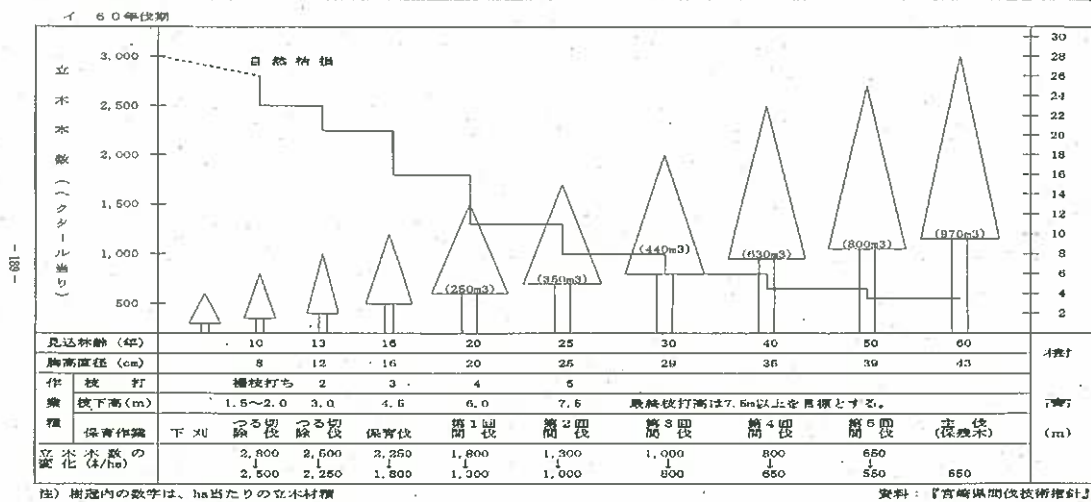 イ 60年伐期
立木本数(ヘクタール当り)
3,000
2,500
2,000
1,500
1,000
500
自然枯損
30
28
26
24
22
20
18
16
14
12
10
8
6
4
2
(250m3) (350m3) (440m3) (630m3) (800m3) (970m3)
見込林齢(年) 10 13 16 20 25 30 40 50 60
胸高直径(cm) 8 12 16 20 25 29 35 39 43
樹高(m)
作業種
枝打 裾枝打ち 2 3 4 5
枝下高(m) 1.5~2.0 3.0 4.5 6.0 7.5 最終枝打高は7.5m以上を目標とする。
保育作業 下刈 つる切除伐 つる切除伐 保育伐 第1回間伐 第2回間伐 第3回間伐 第4回間伐 第5回間伐 主伐(保残木)
立木本数の変化(本/ha) 2,800↓2,500 2,500↓2,250 2,250↓1,800 1,800↓1,300 1,300↓1,000 1,000↓800 800↓650 650↓550 550
注)樹冠内の数字は、ha当たりの立木材積
資料:『宮崎県間伐技術指針』
-189-